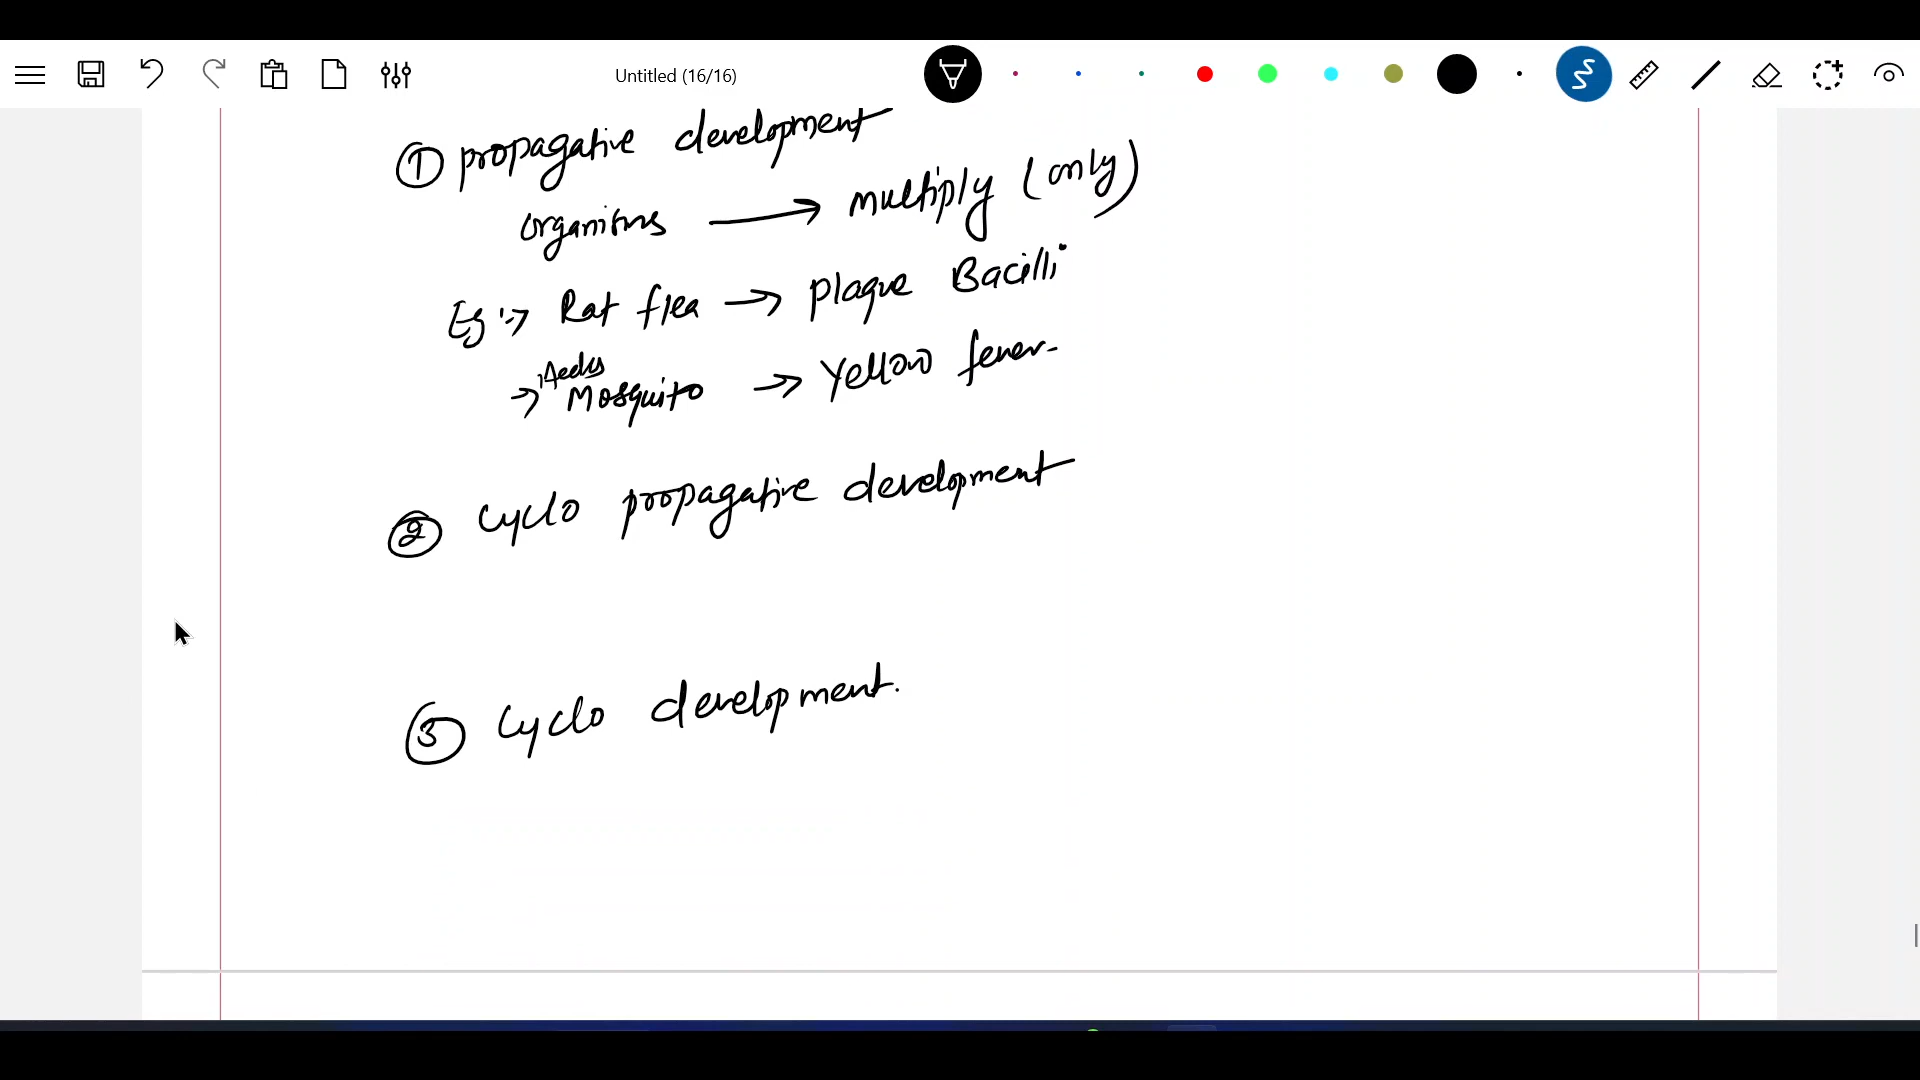 Untitled (16/16)
① propagative development
organisms → multiply (only)
Eg :→ Rat flea → plaque Bacilli
Aedes
→ Mosquito → Yellow fever
② Cyclo propagative development
③ Cyclo development.